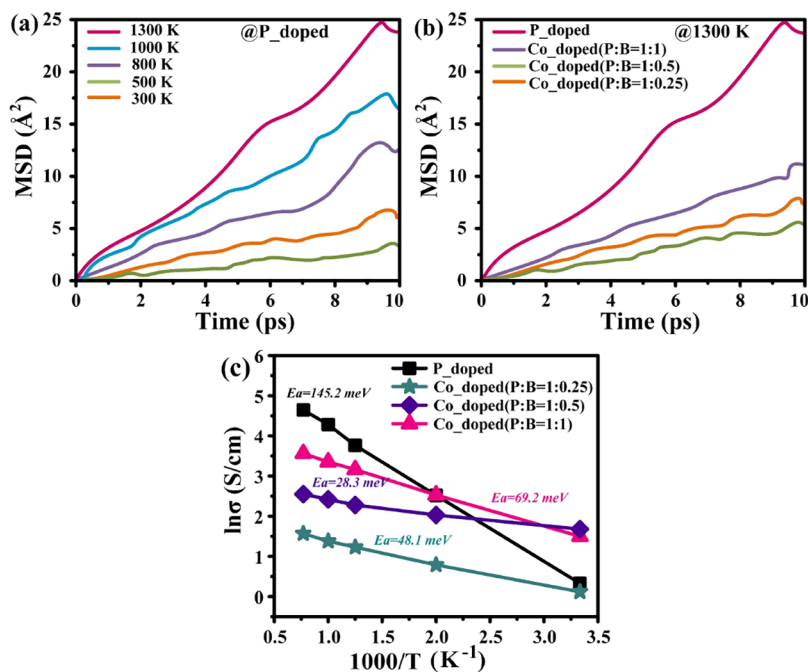 (a)
1300 K
1000 K
800 K
500 K
300 K
@P_doped
25
20
15
10
5
0
MSD (Å²)
0
2
4
6
8
10
Time (ps)
(b)
P_doped
Co_doped(P:B=1:1)
Co_doped(P:B=1:0.5)
Co_doped(P:B=1:0.25)
@1300 K
25
20
15
10
5
0
MSD (Å²)
0
2
4
6
8
10
Time (ps)
(c)
P_doped
Co_doped(P:B=1:0.25)
Co_doped(P:B=1:0.5)
Co_doped(P:B=1:1)
Ea=145.2 meV
Ea=28.3 meV
Ea=69.2 meV
Ea=48.1 meV
6
5
4
3
2
1
0
lnσ (S/cm)
0.5
1.0
1.5
2.0
2.5
3.0
3.5
1000/T (K⁻¹)